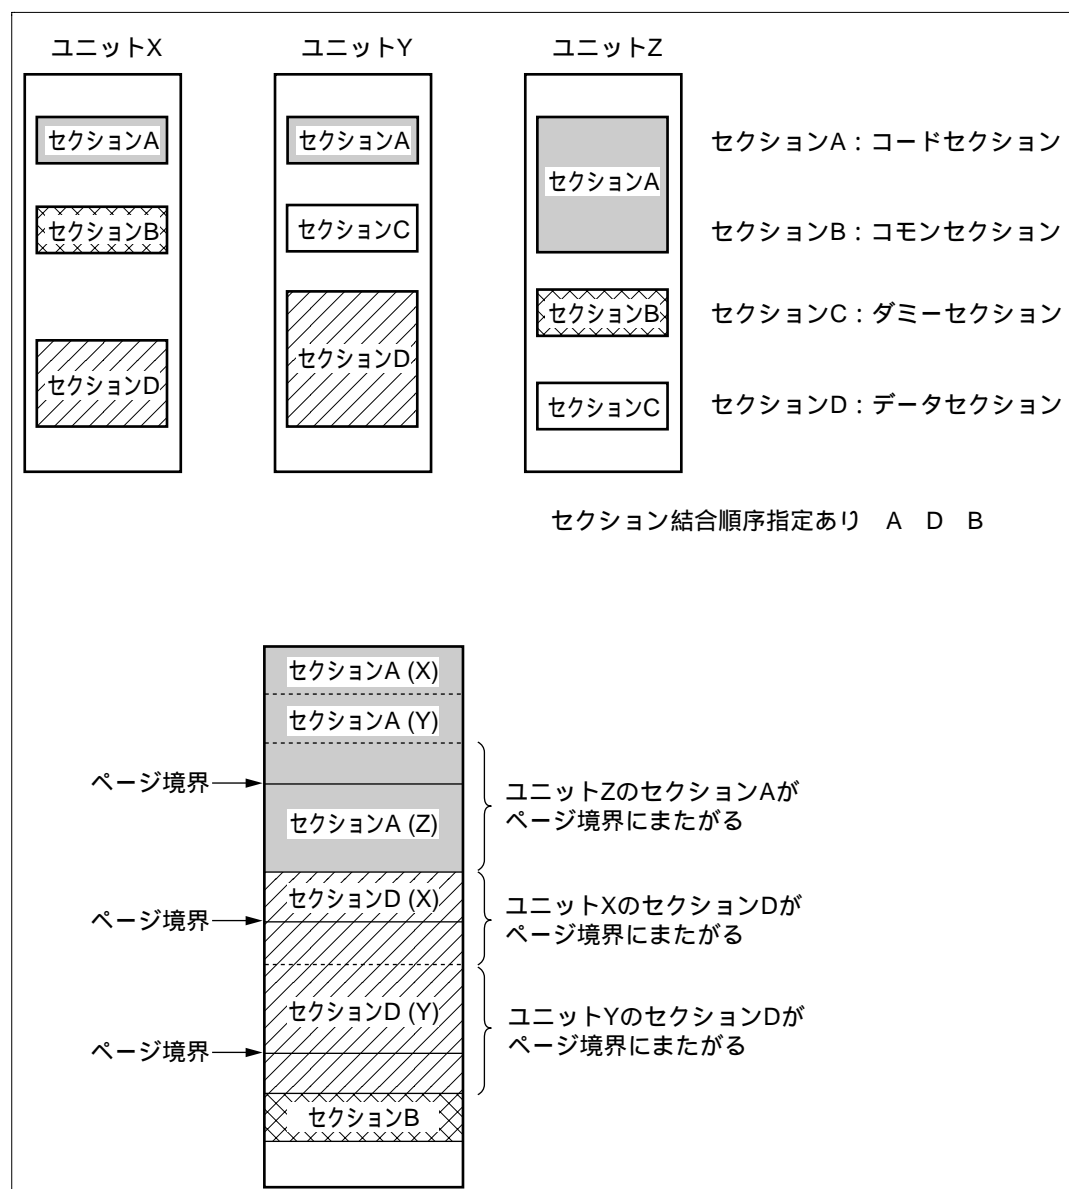 ユニットX
ユニットY
ユニットZ
セクションA
セクションB
セクションD
セクションA
セクションC
セクションD
セクションA
セクションB
セクションC
セクションA：コードセクション
セクションB：コモンセクション
セクションC：ダミーセクション
セクションD：データセクション
セクション結合順序指定あり　A　D　B
セクションA (X)
セクションA (Y)
ページ境界
セクションA (Z)
ユニットZのセクションAが
ページ境界にまたがる
セクションD (X)
ページ境界
ユニットXのセクションDが
ページ境界にまたがる
セクションD (Y)
ページ境界
ユニットYのセクションDが
ページ境界にまたがる
セクションB